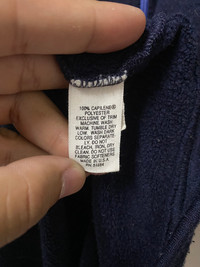 100% CAPILENE®
POLYESTER
EXCLUSIVE OF TRIM
MACHINE WASH
WARM. TUMBLE DRY
LOW. WASH DARK
COLORS SEPARATE-
LY. DO NOT
BLEACH, IRON, DRY
CLEAN. DO NOT USE
FABRIC SOFTENERS
MADE IN U.S.A.